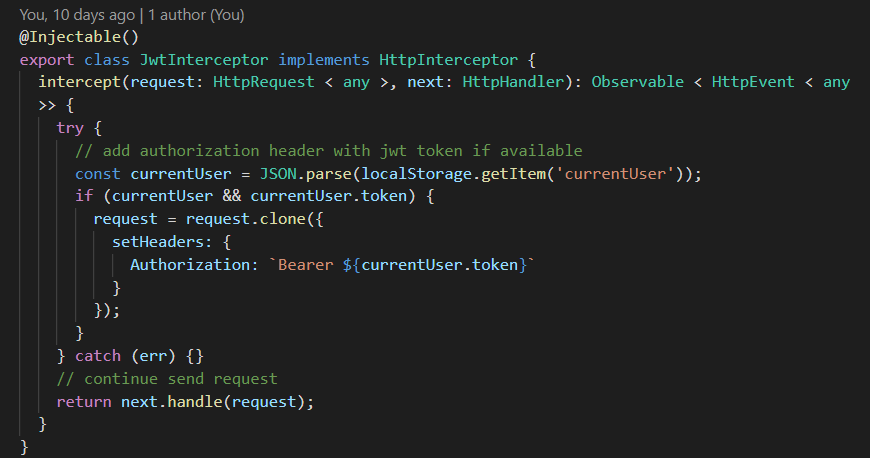 You, 10 days ago | 1 author (You)
@Injectable()
export class JwtInterceptor implements HttpInterceptor {
  intercept(request: HttpRequest < any >, next: HttpHandler): Observable < HttpEvent < any
  >> {
    try {
      // add authorization header with jwt token if available
      const currentUser = JSON.parse(localStorage.getItem('currentUser'));
      if (currentUser && currentUser.token) {
        request = request.clone({
          setHeaders: {
            Authorization: `Bearer ${currentUser.token}`
          }
        });
      }
    } catch (err) {}
    // continue send request
    return next.handle(request);
  }
}